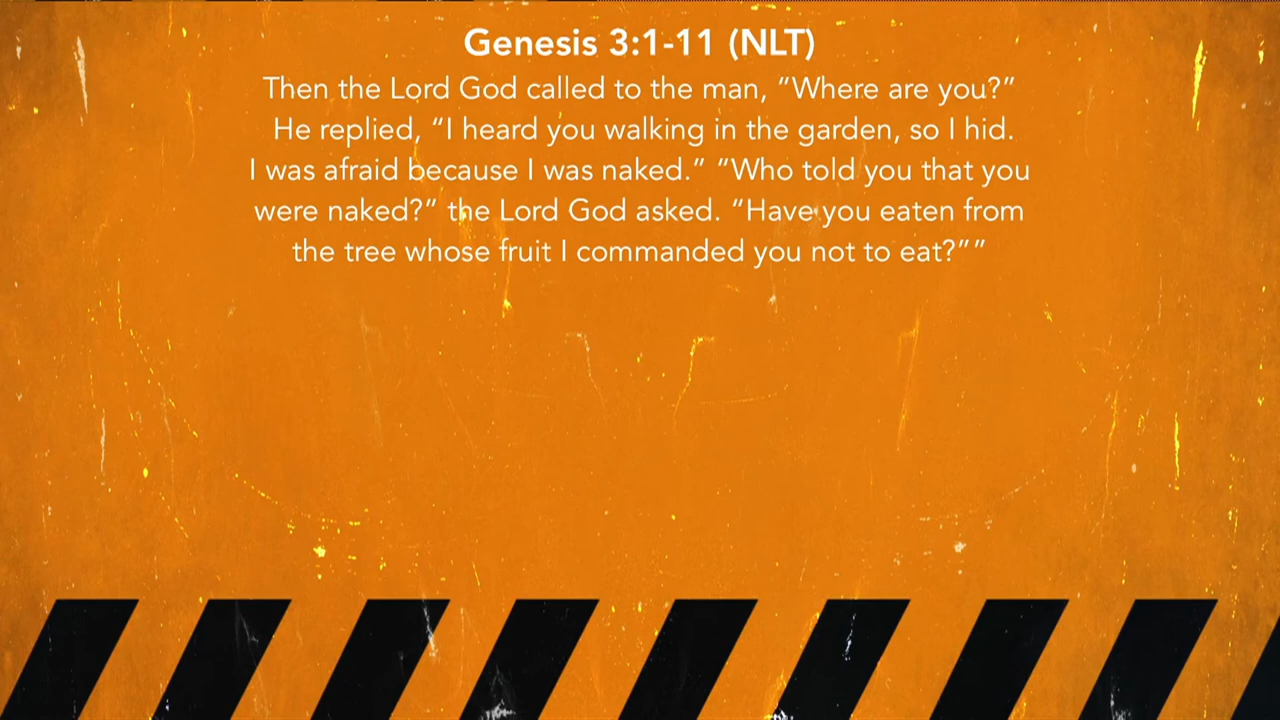 Genesis 3:1-11 (NLT)
Then the Lord God called to the man, “Where are you?”
He replied, “I heard you walking in the garden, so I hid.
I was afraid because I was naked.” “Who told you that you
were naked?” the Lord God asked. “Have you eaten from
the tree whose fruit I commanded you not to eat?””